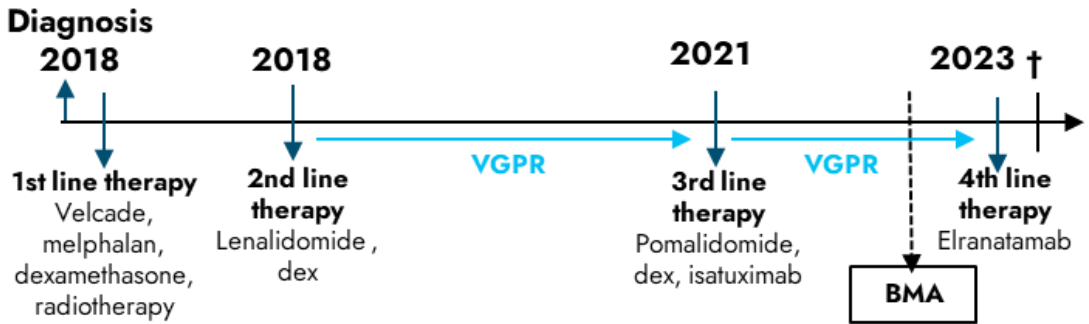 Diagnosis
2018
2018
2021
2023 †
VGPR
VGPR
1st line therapy
Velcade,
melphalan,
dexamethasone,
radiotherapy
2nd line
therapy
Lenalidomide ,
dex
3rd line
therapy
Pomalidomide,
dex, isatuximab
4th line
therapy
Elranatamab
BMA